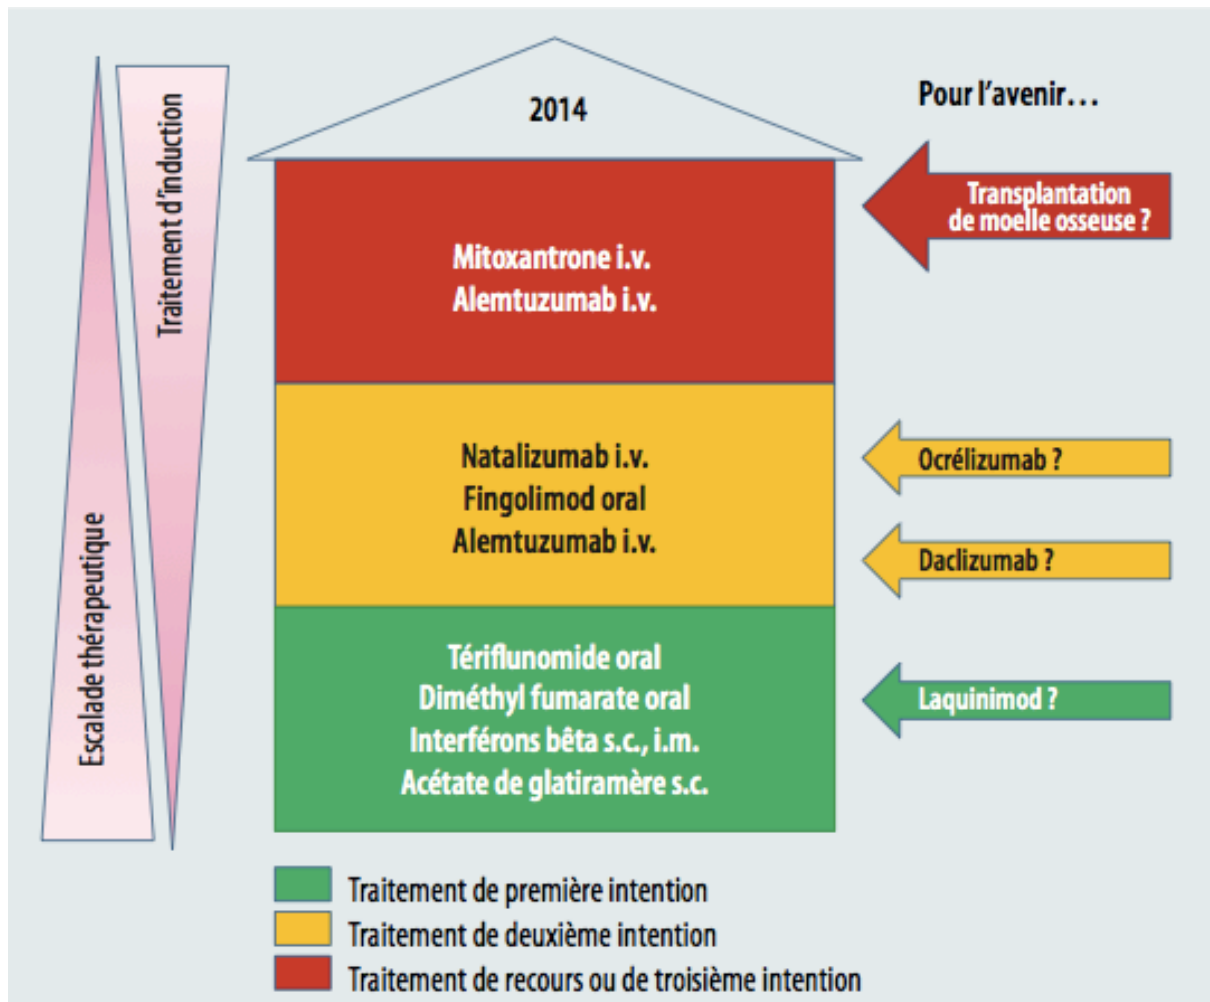 2014
Pour l'avenir…
Traitement d'induction
Escalade thérapeutique
Mitoxantrone i.v.
Alemtuzumab i.v.
Transplantation
de moelle osseuse ?
Natalizumab i.v.
Fingolimod oral
Alemtuzumab i.v.
Ocrélizumab ?
Daclizumab ?
Tériflunomide oral
Diméthyl fumarate oral
Interférons bêta s.c., i.m.
Acétate de glatiramère s.c.
Laquinimod ?
Traitement de première intention
Traitement de deuxième intention
Traitement de recours ou de troisième intention